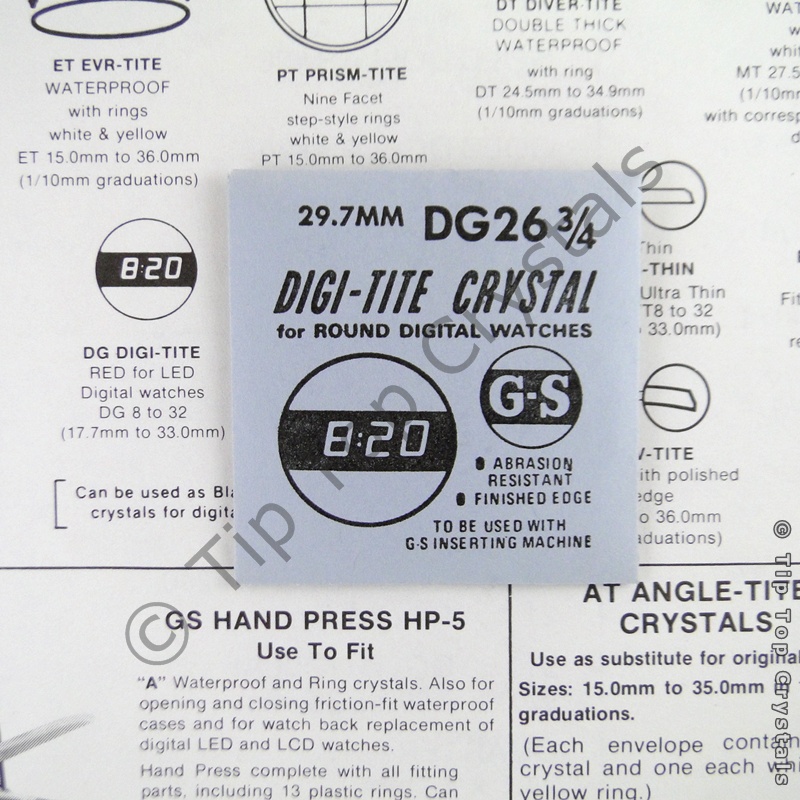 ET EVR-TITE
WATERPROOF
with rings
white & yellow
ET 15.0mm to 36.0mm
(1/10mm graduations)
PT PRISM-TITE
Nine Facet
step-style rings
white & yellow
PT 15.0mm to 36.0mm
DT DIVER-TITE
DOUBLE THICK
WATERPROOF
with ring
DT 24.5mm to 34.9mm
(1/10mm graduations)
WAT
w
whi
MT 27.5
(1/10m
with corresp
d
8:20
DG DIGI-TITE
RED for LED
Digital watches
DG 8 to 32
(17.7mm to 33.0mm)
Can be used as Bla
crystals for digita
29.7MM DG26 3/4
DIGI-TITE CRYSTAL
for ROUND DIGITAL WATCHES
8:20
G-S
ABRASION
RESISTANT
FINISHED EDGE
TO BE USED WITH
G-S INSERTING MACHINE
Thin
-THIN
Ultra Thin
T8 to 32
33.0mm)
Fit
re
V-TITE
ith polished
edge
o 36.0mm
aduations)
GS HAND PRESS HP-5
Use To Fit
"A" Waterproof and Ring crystals. Also for
opening and closing friction-fit waterproof
cases and for watch back replacement of
digital LED and LCD watches.
Hand Press complete with all fitting
parts, including 13 plastic rings. Can
AT ANGLE-TITE
CRYSTALS
Use as substitute for original
Sizes: 15.0mm to 35.0mm
graduations.
(Each envelope contain
crystal and one each whi
yellow ring.)
© Tip Top Crystals
© Tip Top Crystals